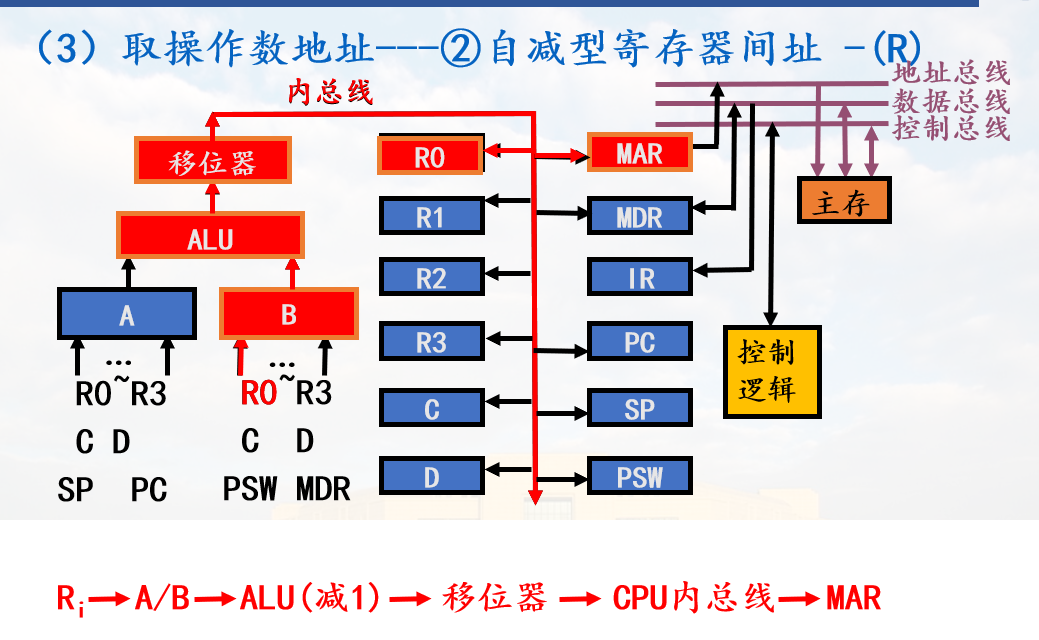 （3）取操作数地址---②自减型寄存器间址 -(R)
内总线
地址总线
数据总线
控制总线
移位器
R0
MAR
主存
ALU
R1
MDR
R2
IR
A
B
R3
PC
控制
逻辑
...
R0~R3
...
R0~R3
C
SP
C D
C D
D
PSW
SP PC
PSW MDR
Ri→A/B→ALU(减1)→ 移位器 → CPU内总线→MAR